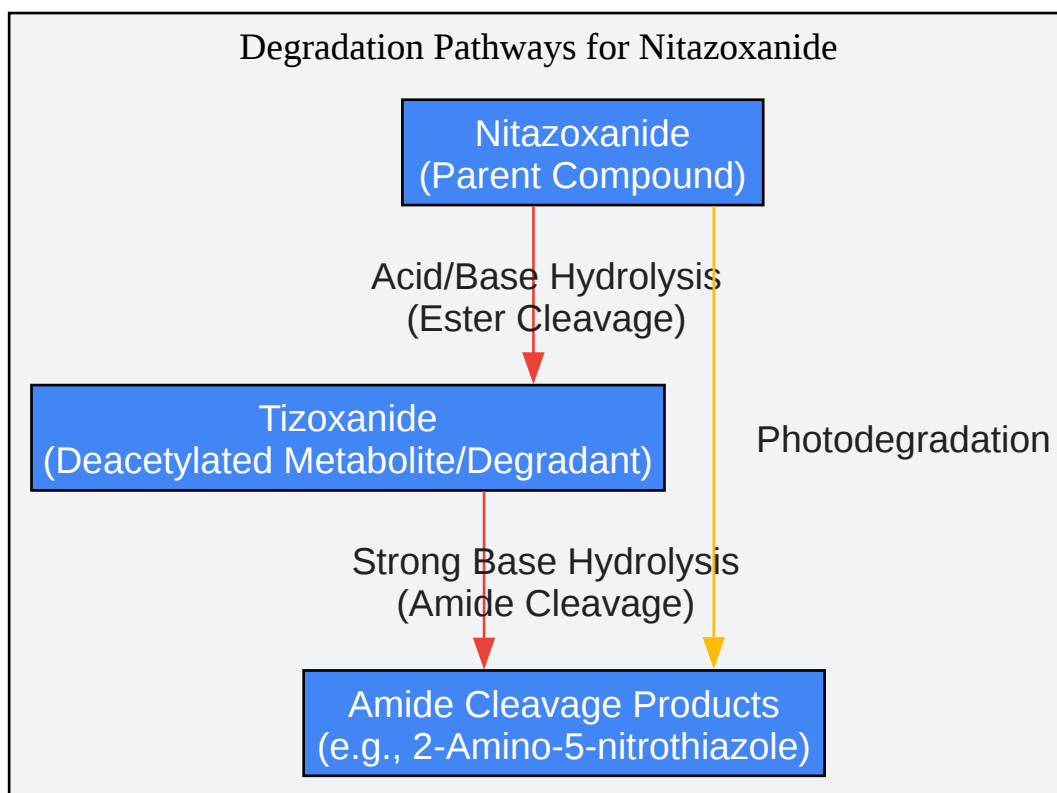 Degradation Pathways for Nitazoxanide
Nitazoxanide
(Parent Compound)
Acid/Base Hydrolysis
(Ester Cleavage)
Tizoxanide
(Deacetylated Metabolite/Degradant)
Photodegradation
Strong Base Hydrolysis
(Amide Cleavage)
Amide Cleavage Products
(e.g., 2-Amino-5-nitrothiazole)